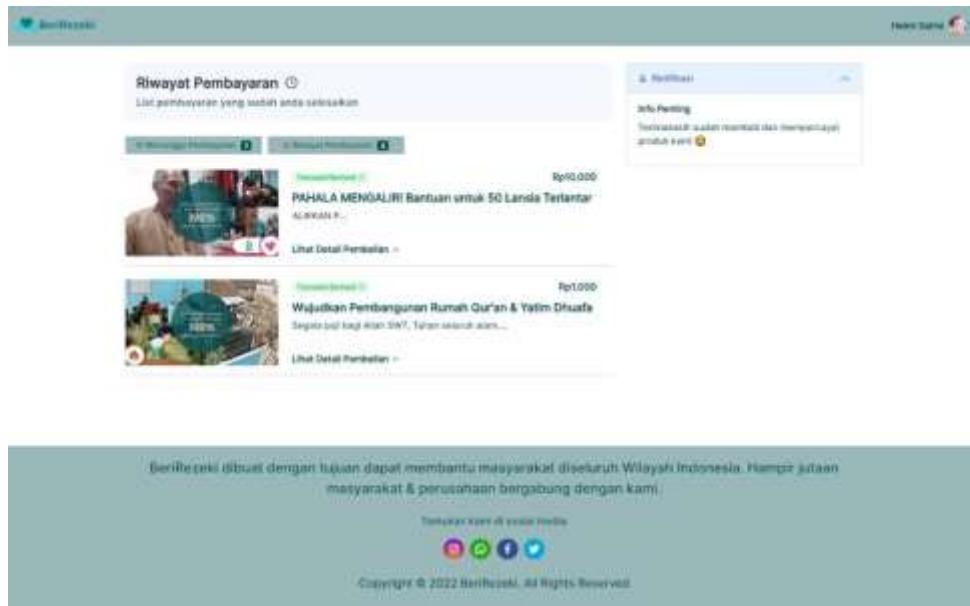 BeriRezeki
Riwayat Pembayaran
List pembayaran yang sudah anda selesaikan
Info Penting
Terimakasih sudah membeli dan mempercayai
produk kami
Rp10.000
PAHALA MENGALIR! Bantuan untuk 50 Lansia Terlantar
ALIRKAN P...
Lihat Detail Pembelian
100%
Rp1.000
Wujudkan Pembangunan Rumah Qur'an & Yatim Dhuafa
Segala puji bagi Allah SWT, Tuhan seluruh alam...
Lihat Detail Pembelian
100%
BeriRezeki dibuat dengan tujuan dapat membantu masyarakat diseluruh Wilayah Indonesia. Hampir jutaan
masyarakat & perusahaan bergabung dengan kami.
Temukan kami di sosial media
Copyright © 2022 BeriRezeki. All Rights Reserved